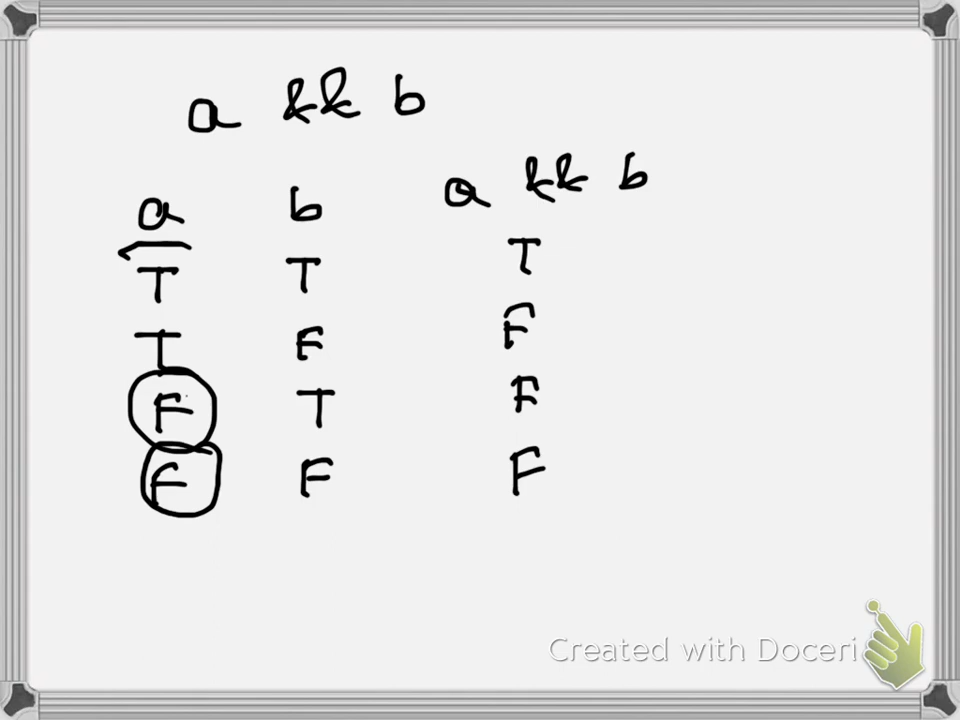 a && b
a b a && b
T T T
T F F
F T F
F F F
Created with Doceri